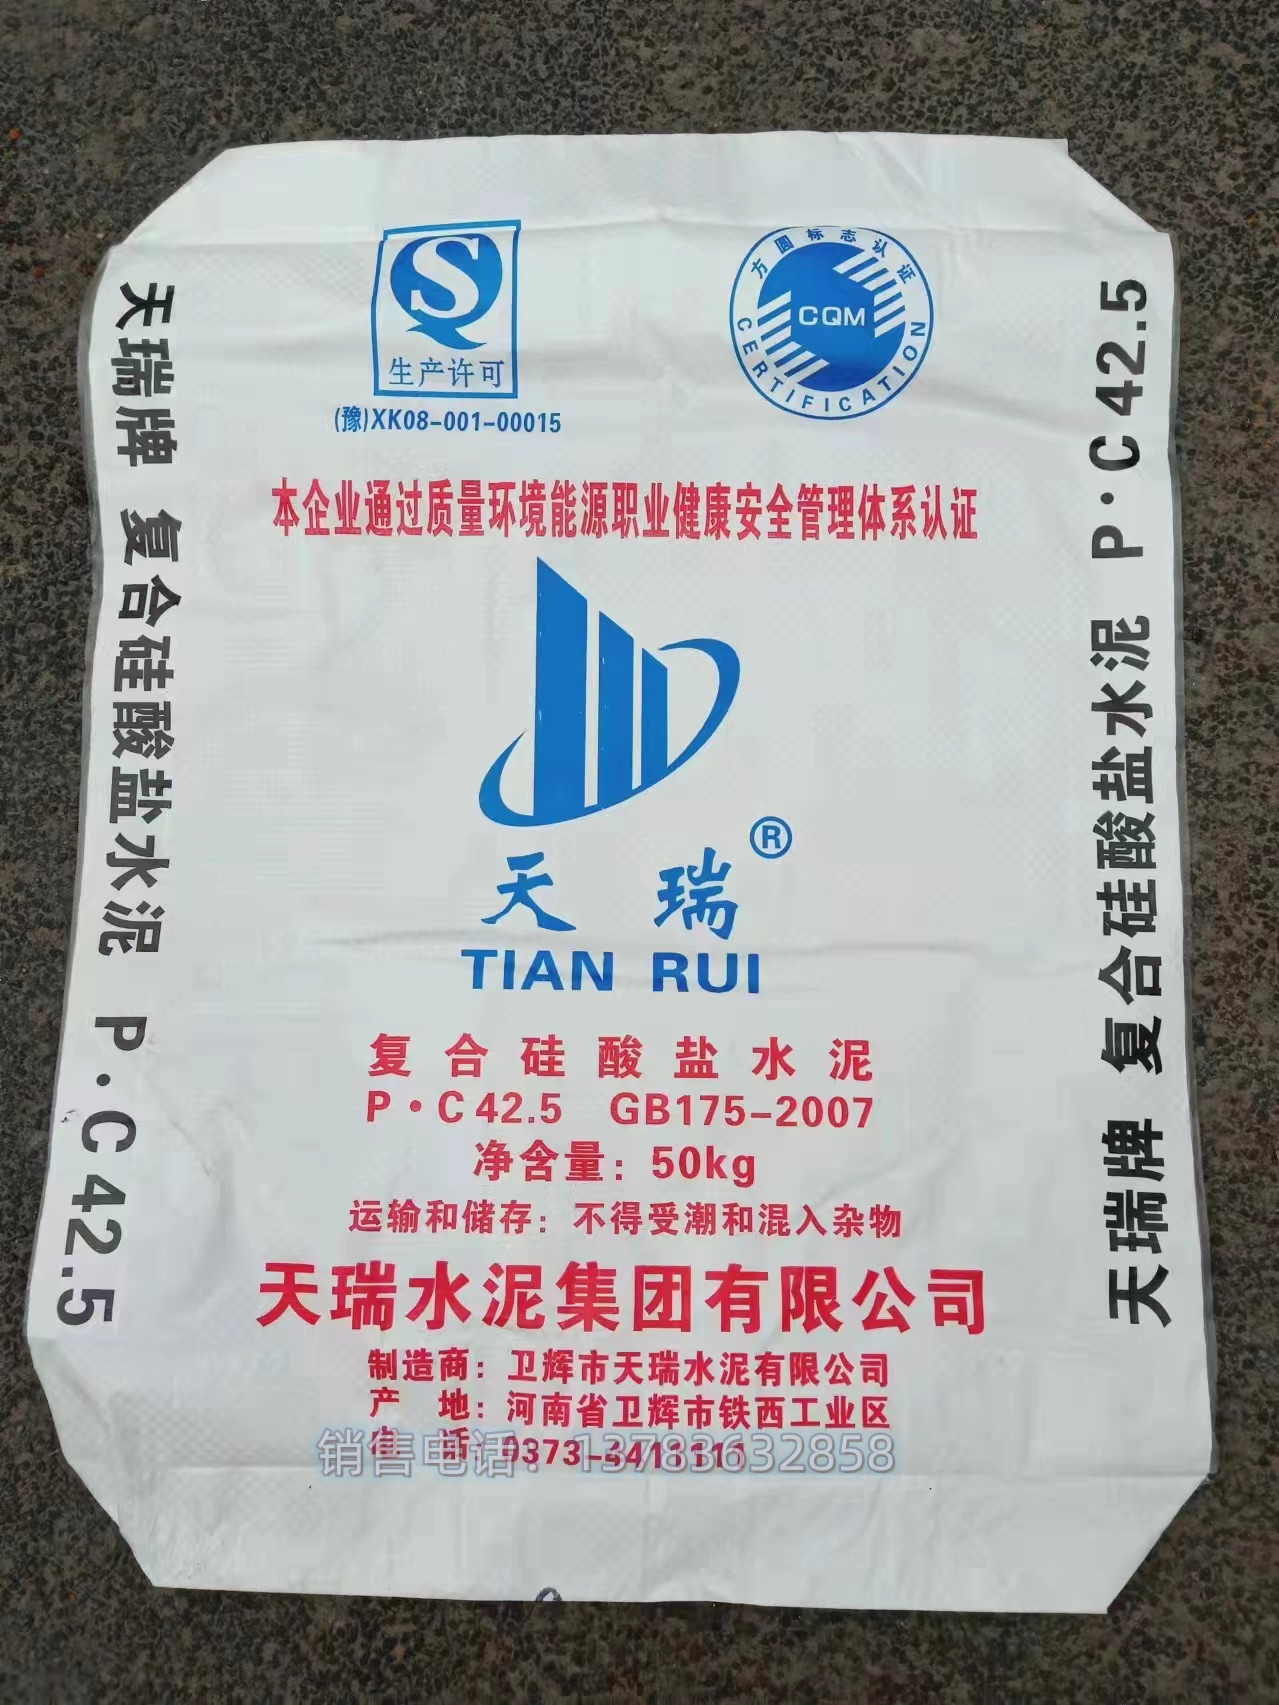 S
生产许可
(豫)XK08-001-00015
方圆标志认证
CQM
CERTIFICATION
天瑞牌 复合硅酸盐水泥 P·C42.5
天瑞牌 复合硅酸盐水泥 P·C42.5
本企业通过质量环境能源职业健康安全管理体系认证
天瑞®
TIAN RUI
复合硅酸盐水泥
P·C42.5 GB175-2007
净含量：50kg
运输和储存：不得受潮和混入杂物
天瑞水泥集团有限公司
制造商：卫辉市天瑞水泥有限公司
产 地：河南省卫辉市铁西工业区
电 话：0373-4411111
销售电话：13783632858